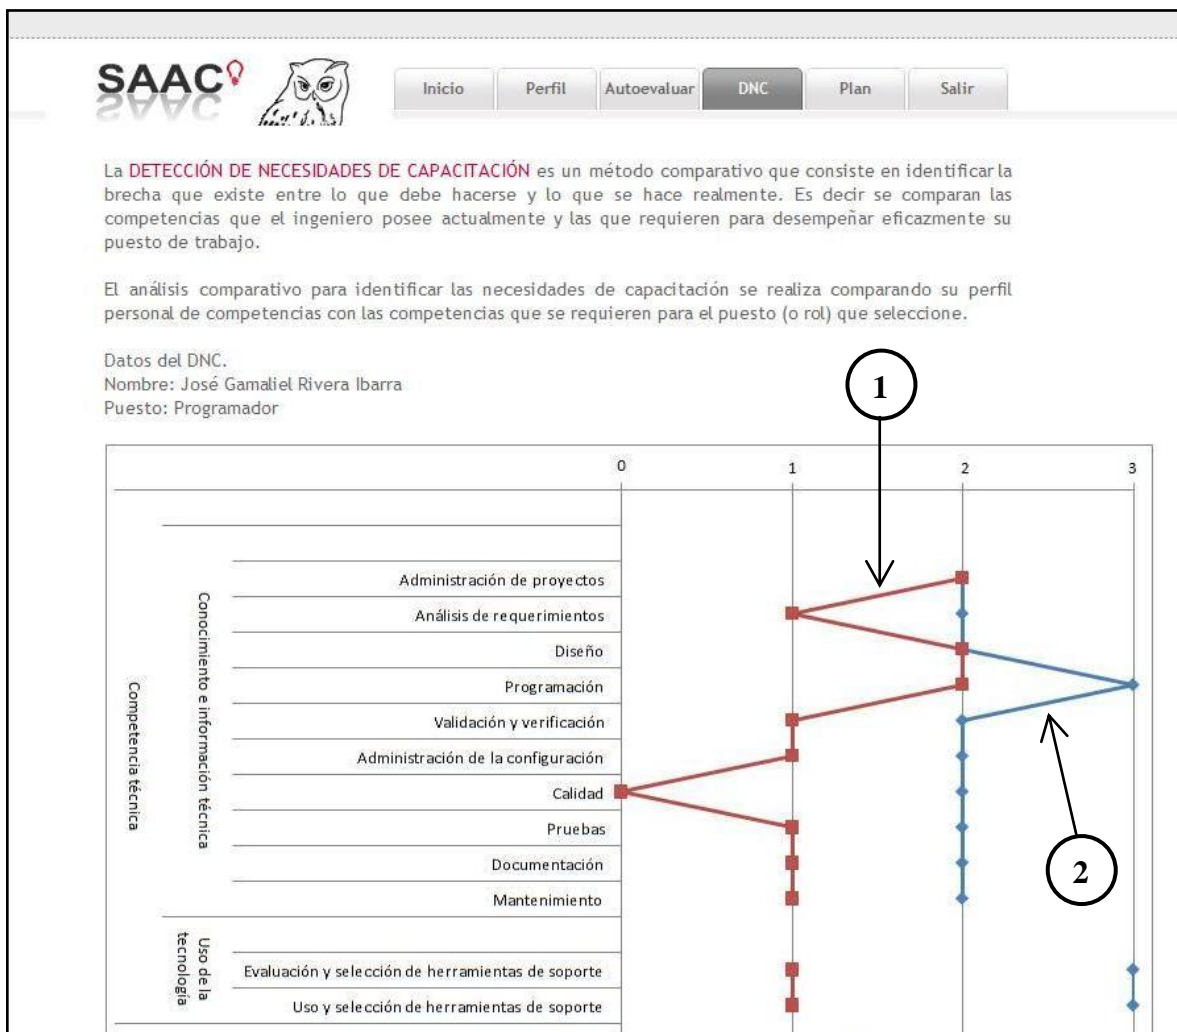 SAAC
Inicio Perfil Autoevaluar DNC Plan Salir
La DETECCIÓN DE NECESIDADES DE CAPACITACIÓN es un método comparativo que consiste en identificar la
brecha que existe entre lo que debe hacerse y lo que se hace realmente. Es decir se comparan las
competencias que el ingeniero posee actualmente y las que requieren para desempeñar eficazmente su
puesto de trabajo.
El análisis comparativo para identificar las necesidades de capacitación se realiza comparando su perfil
personal de competencias con las competencias que se requieren para el puesto (o rol) que seleccione.
Datos del DNC.
Nombre: José Gamaliel Rivera Ibarra
Puesto: Programador
1
0 1 2 3
Competencia técnica
Conocimiento e información técnica
Administración de proyectos
Análisis de requerimientos
Diseño
Programación
Validación y verificación
Administración de la configuración
Calidad
Pruebas
Documentación
Mantenimiento
2
Uso de la
tecnología
Evaluación y selección de herramientas de soporte
Uso y selección de herramientas de soporte